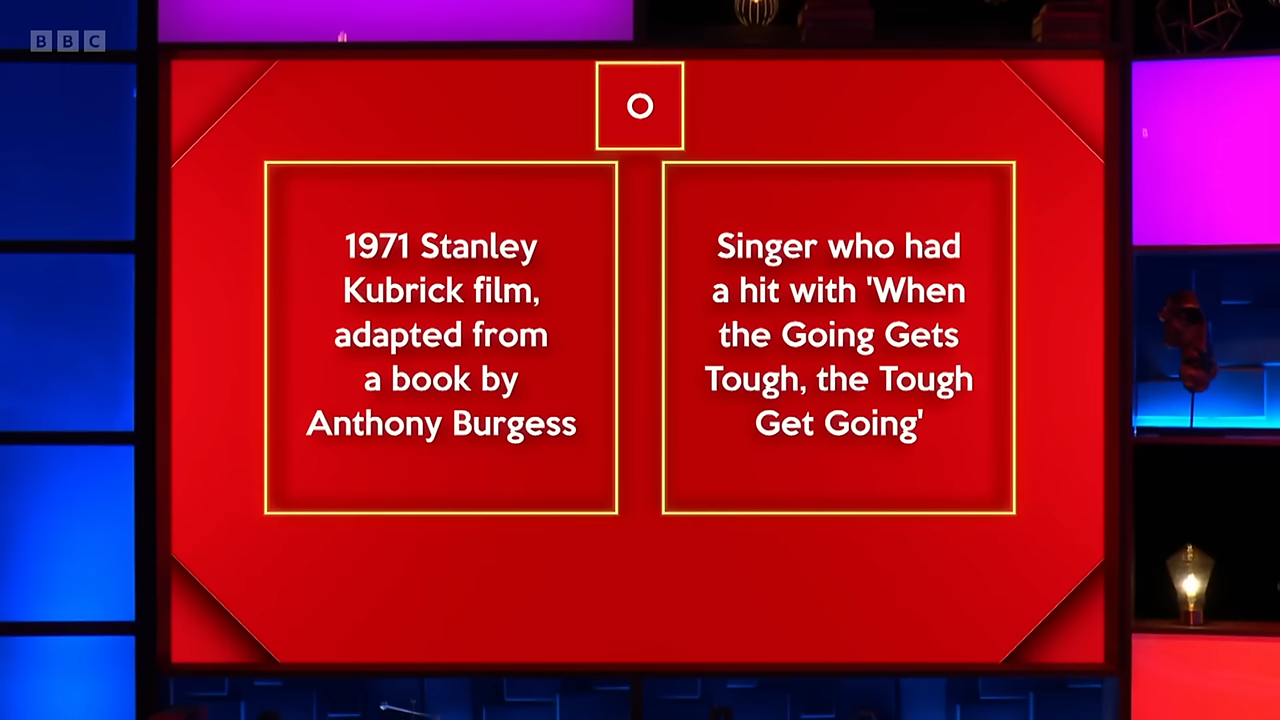 BBC
O
1971 Stanley
Kubrick film,
adapted from
a book by
Anthony Burgess
Singer who had
a hit with 'When
the Going Gets
Tough, the Tough
Get Going'